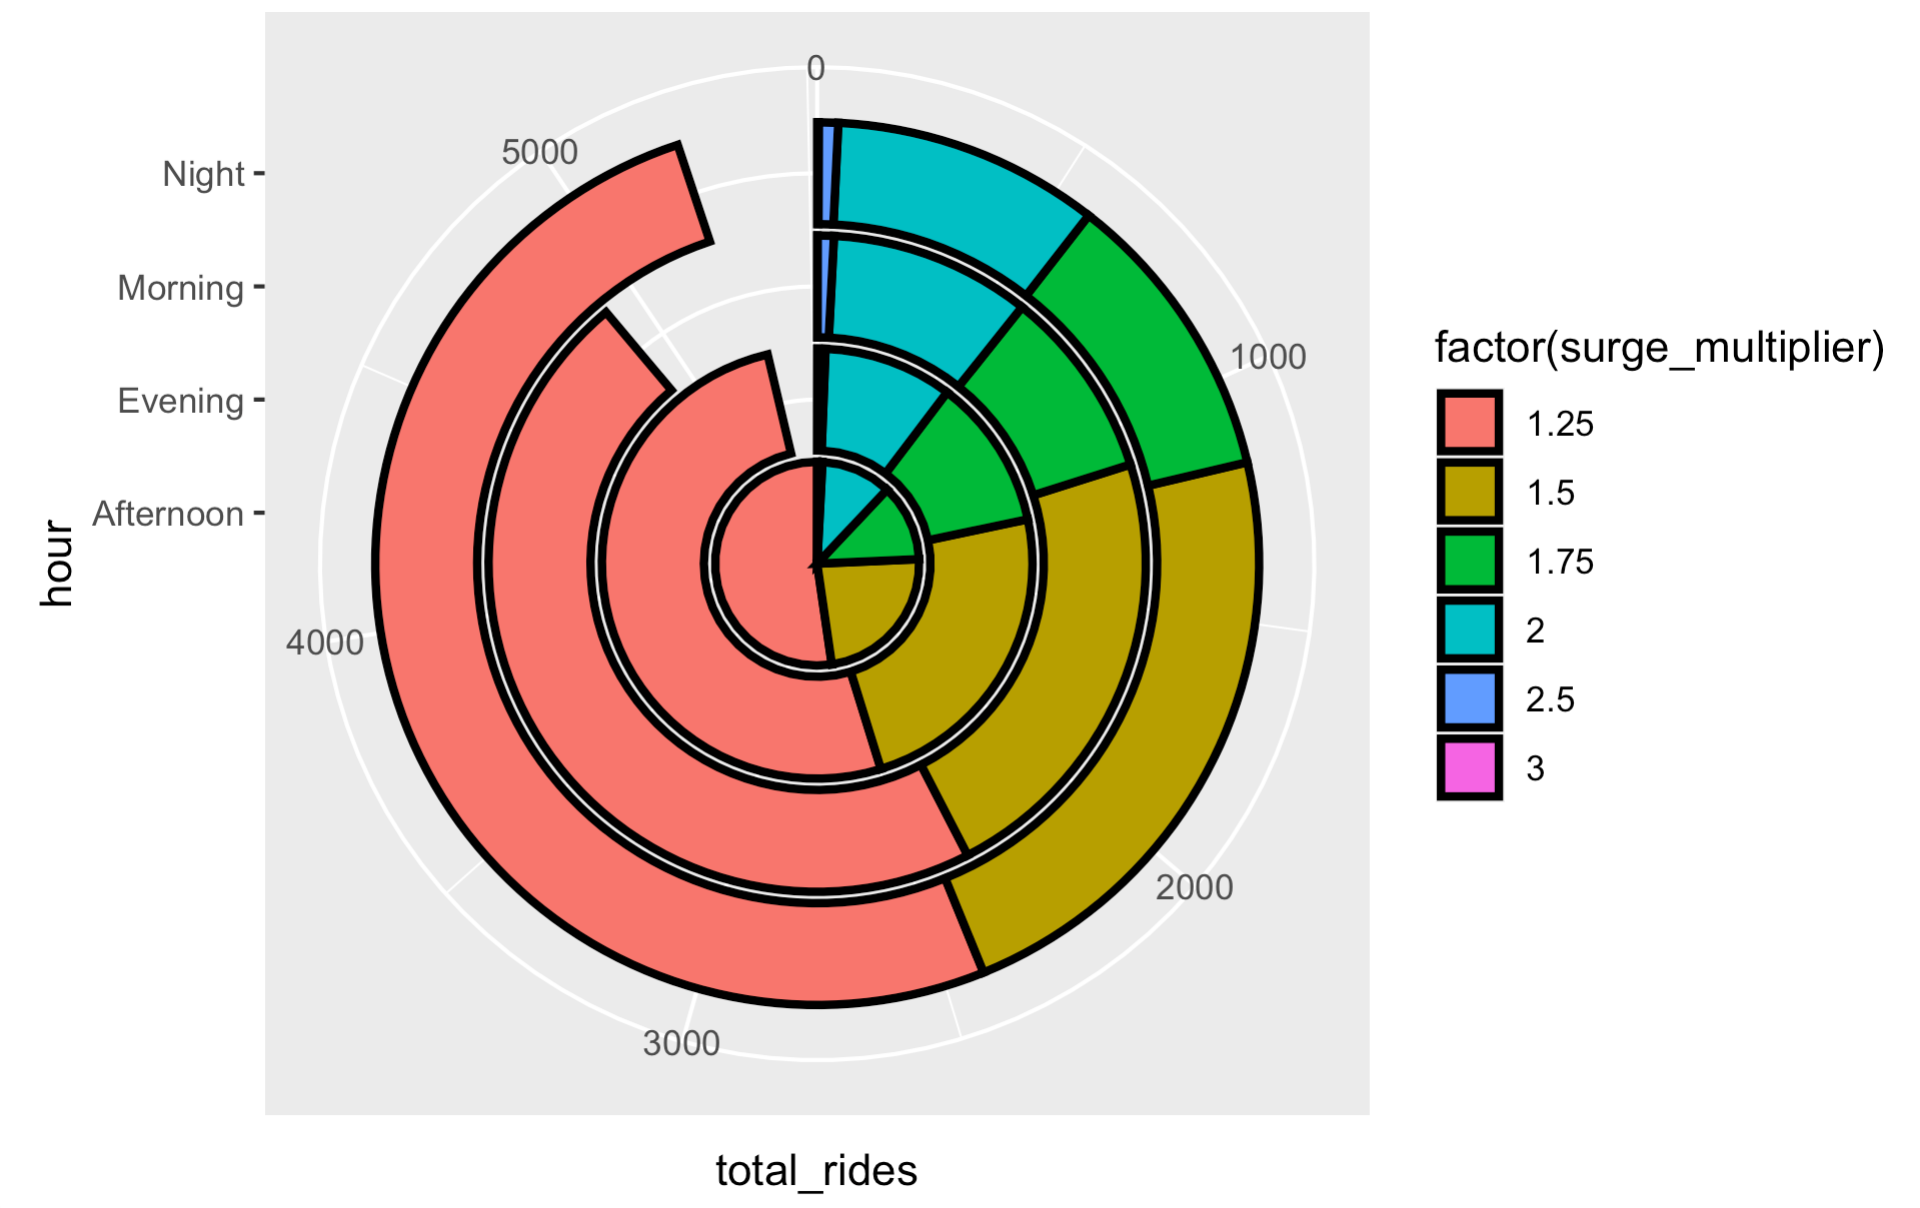 0
5000
1000
4000
2000
3000
Night
Morning
Evening
Afternoon
hour
total_rides
factor(surge_multiplier)
1.25
1.5
1.75
2
2.5
3